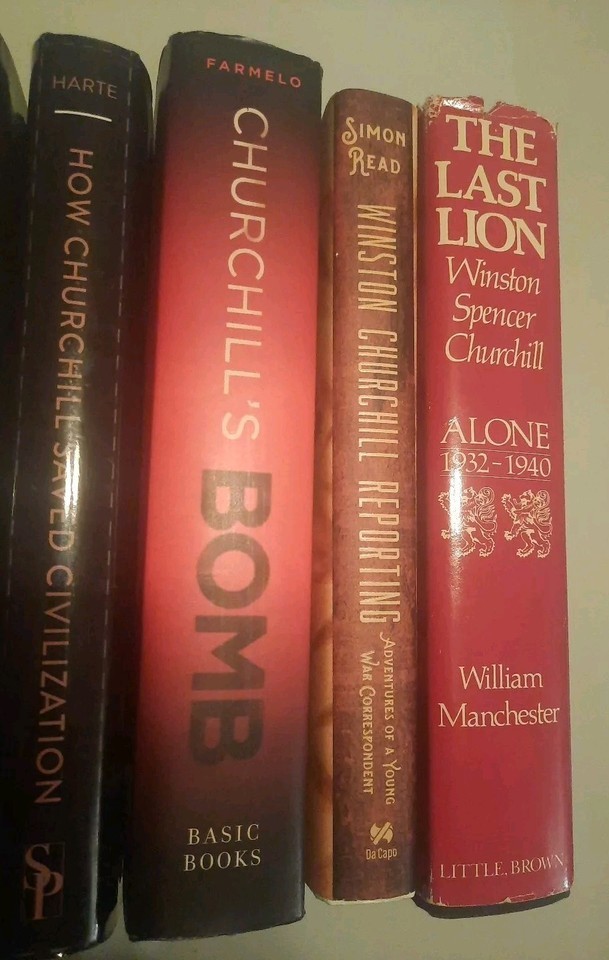 HARTE
HOW CHURCHILL SAVED CIVILIZATION
SP
FARMELO
CHURCHILL'S
BOMB
BASIC
BOOKS
SIMON
READ
WINSTON CHURCHILL REPORTING
ADVENTURES OF A YOUNG
WAR CORRESPONDENT
Da Capo
THE
LAST
LION
Winston
Spencer
Churchill
ALONE
1932-1940
William
Manchester
LITTLE, BROWN